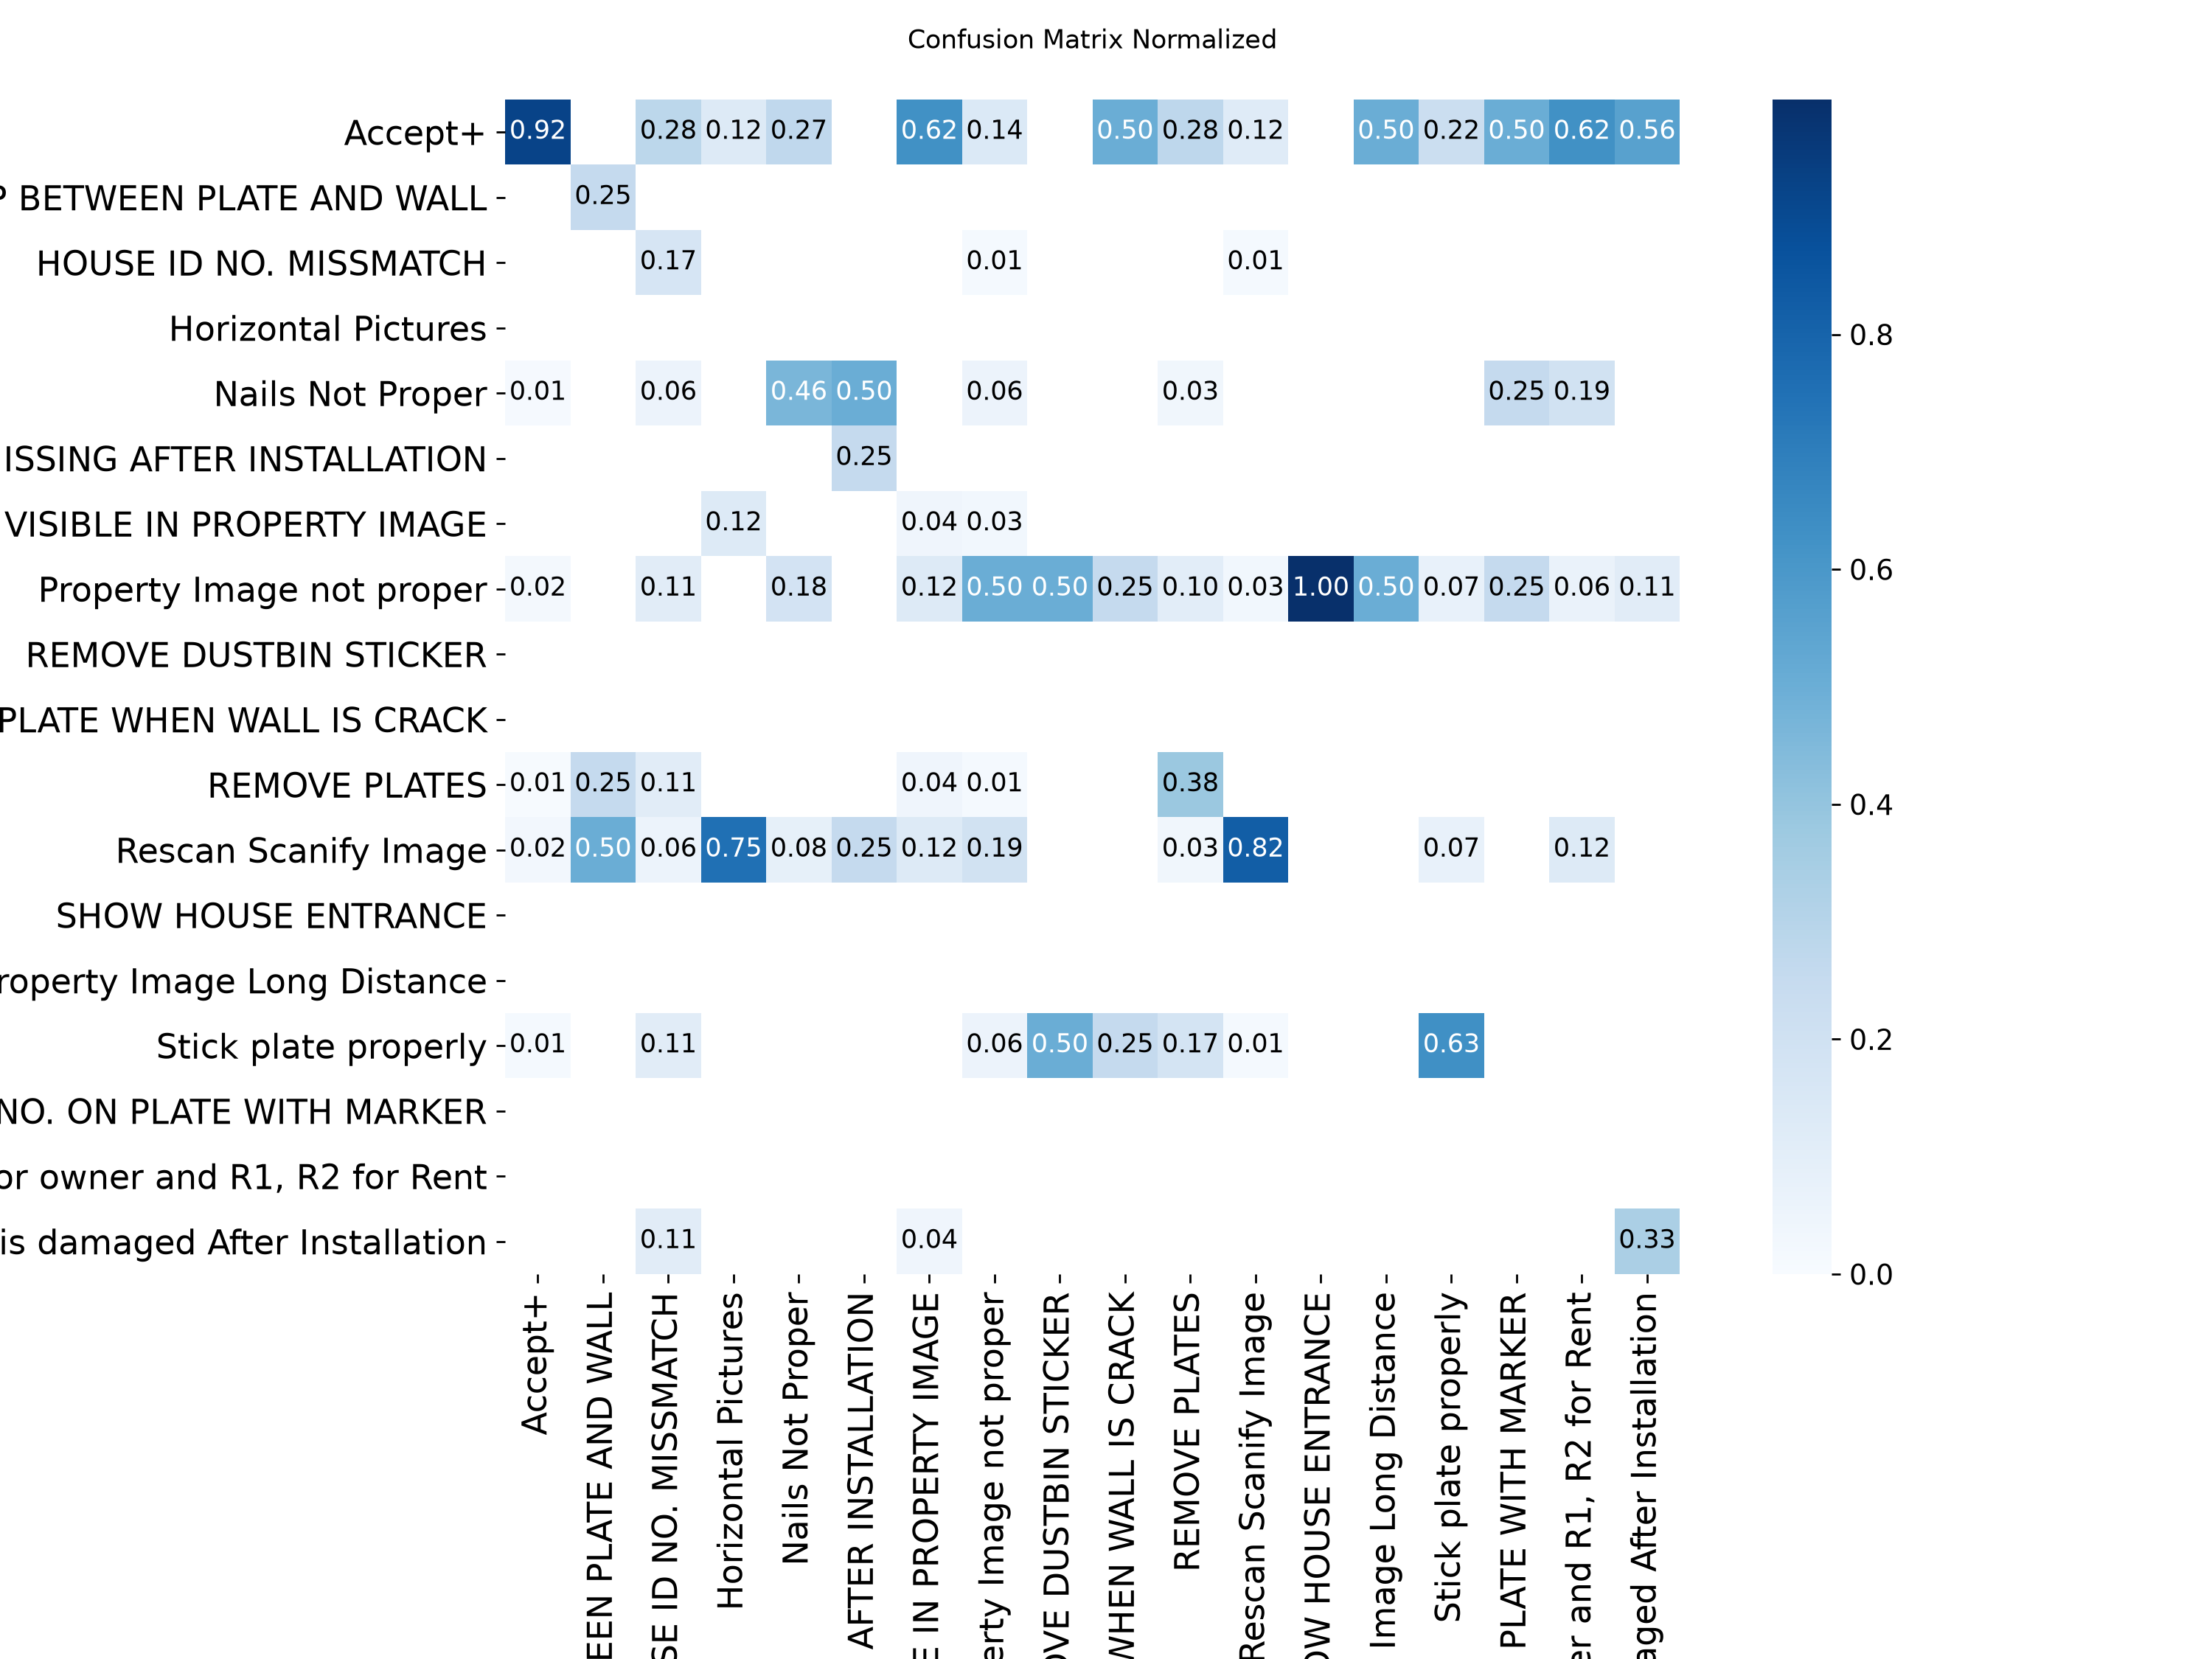 Confusion Matrix Normalized
Accept+ 0.92 0.28 0.12 0.27 0.62 0.14 0.50 0.28 0.12 0.50 0.22 0.50 0.62 0.56
P BETWEEN PLATE AND WALL 0.25
HOUSE ID NO. MISSMATCH 0.17 0.01 0.01
Horizontal Pictures
Nails Not Proper 0.01 0.06 0.46 0.50 0.06 0.03 0.25 0.19
ISSING AFTER INSTALLATION 0.25
VISIBLE IN PROPERTY IMAGE 0.12 0.04 0.03
Property Image not proper 0.02 0.11 0.18 0.12 0.50 0.50 0.25 0.10 0.03 1.00 0.50 0.07 0.25 0.06 0.11
REMOVE DUSTBIN STICKER
PLATE WHEN WALL IS CRACK
REMOVE PLATES 0.01 0.25 0.11 0.04 0.01 0.38
Rescan Scanify Image 0.02 0.50 0.06 0.75 0.08 0.25 0.12 0.19 0.03 0.82 0.07 0.12
SHOW HOUSE ENTRANCE
roperty Image Long Distance
Stick plate properly 0.01 0.11 0.06 0.50 0.25 0.17 0.01 0.63
NO. ON PLATE WITH MARKER
or owner and R1, R2 for Rent
is damaged After Installation 0.11 0.04 0.33
Accept+
EEN PLATE AND WALL
SE ID NO. MISSMATCH
Horizontal Pictures
Nails Not Proper
AFTER INSTALLATION
E IN PROPERTY IMAGE
erty Image not proper
OVE DUSTBIN STICKER
WHEN WALL IS CRACK
REMOVE PLATES
Rescan Scanify Image
OW HOUSE ENTRANCE
Image Long Distance
Stick plate properly
PLATE WITH MARKER
er and R1, R2 for Rent
aged After Installation
0.8
0.6
0.4
0.2
0.0